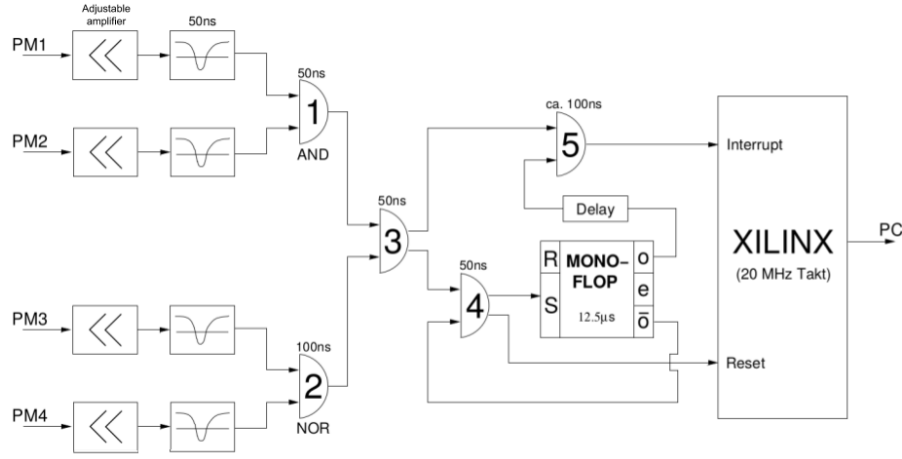 Adjustable
amplifier
50ns
PM1
50ns
1
PM2
AND
ca. 100ns
5
Interrupt
50ns
3
Delay
XILINX
PC
(20 MHz Takt)
R
MONO-
FLOP
o
50ns
4
S
12.5µs
e
o̅
PM3
100ns
2
Reset
PM4
NOR